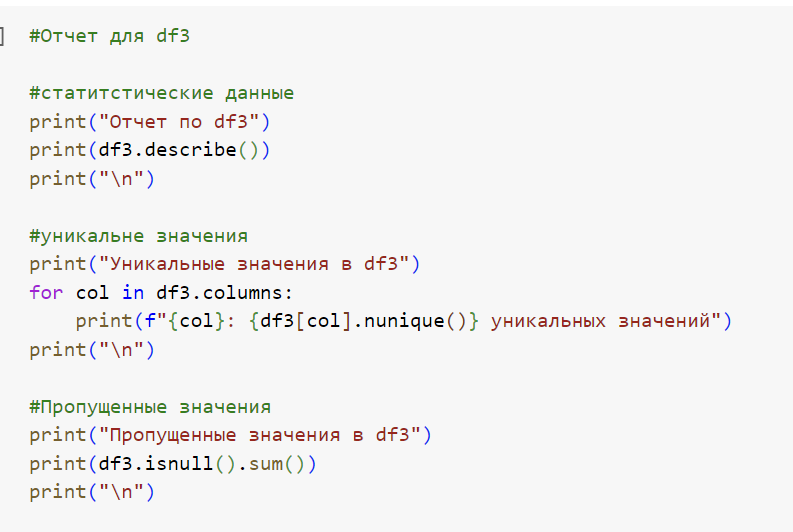 ] #Отчет для df3
#статитстические данные
print("Отчет по df3")
print(df3.describe())
print("\n")
#уникальне значения
print("Уникальные значения в df3")
for col in df3.columns:
    print(f"{col}: {df3[col].nunique()} уникальных значений")
print("\n")
#Пропущенные значения
print("Пропущенные значения в df3")
print(df3.isnull().sum())
print("\n")